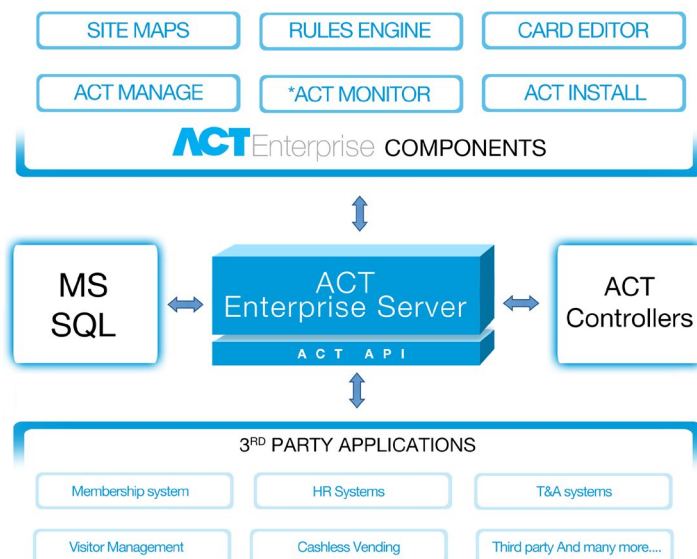 SITE MAPS
RULES ENGINE
CARD EDITOR
ACT MANAGE
*ACT MONITOR
ACT INSTALL
ACTEnterprise COMPONENTS
MS
SQL
ACT
Enterprise Server
ACT API
ACT
Controllers
3RD PARTY APPLICATIONS
Membership system
HR Systems
T&A systems
Visitor Management
Cashless Vending
Third party And many more....